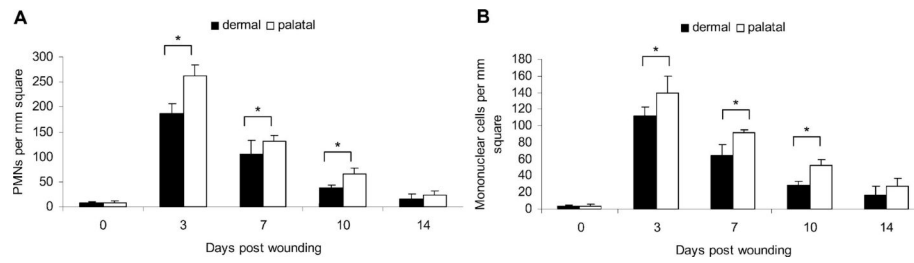 A
dermal palatal
PMNs per mm square
300
250
200
150
100
50
0
*
*
*
0 3 7 10 14
Days post wounding
B
dermal palatal
Mononuclear cells per mm
square
160
140
120
100
80
60
40
20
0
*
*
*
0 3 7 10 14
Days post wounding